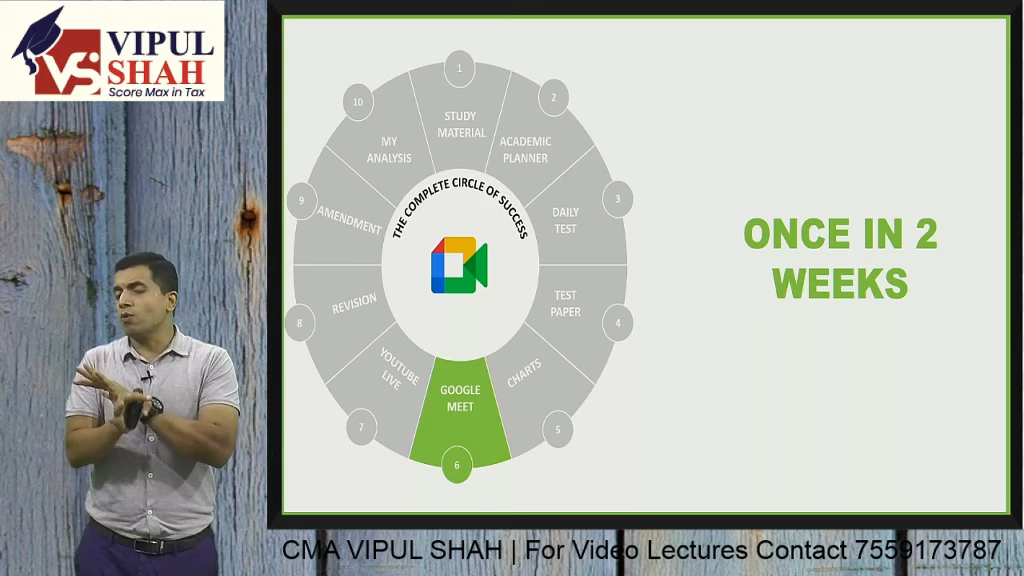 VIPUL
SHAH
VS
Score Max in Tax
1
STUDY
MATERIAL
2
ACADEMIC
PLANNER
3
DAILY
TEST
4
TEST
PAPER
5
CHARTS
6
GOOGLE
MEET
7
YOUTUBE
LIVE
8
REVISION
9
AMENDMENT
10
MY
ANALYSIS
THE COMPLETE CIRCLE OF SUCCESS
ONCE IN 2
WEEKS
CMA VIPUL SHAH | For Video Lectures Contact 7559173787